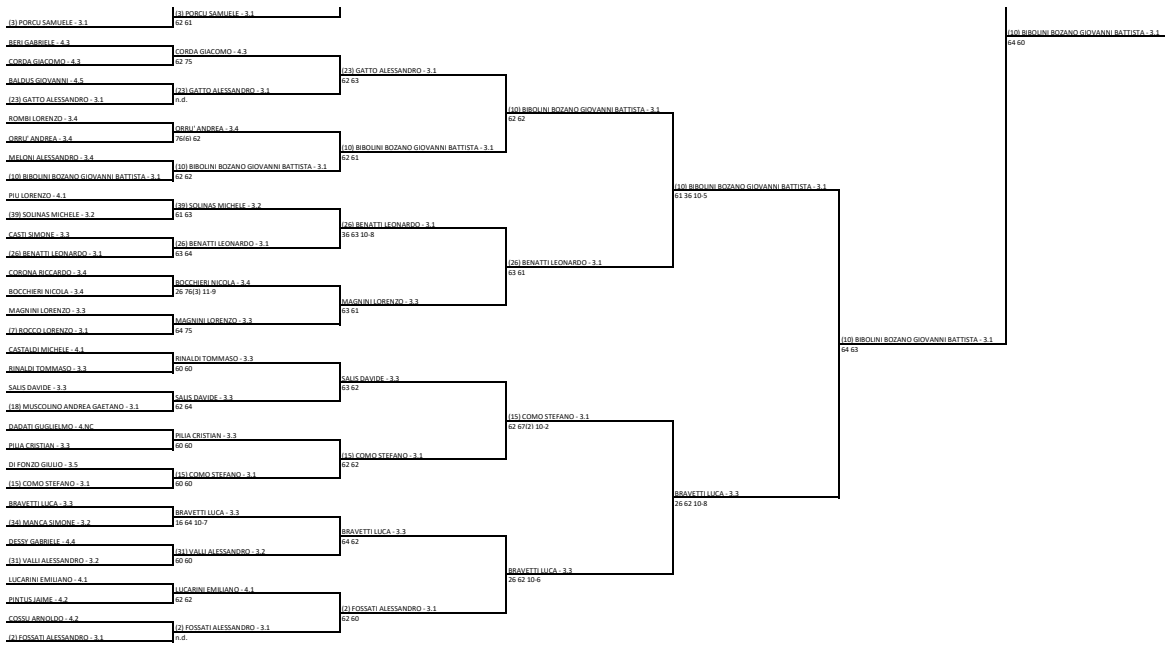 (3) PORCU SAMUELE - 3.1
BERI GABRIELE - 4.3
CORDA GIACOMO - 4.3
BALDUS GIOVANNI - 4.5
(23) GATTO ALESSANDRO - 3.1
ROMBI LORENZO - 3.4
ORRU' ANDREA - 3.4
MELONI ALESSANDRO - 3.4
(10) BIBOLINI BOZANO GIOVANNI BATTISTA - 3.1
PIU LORENZO - 4.1
(39) SOLINAS MICHELE - 3.2
CASTI SIMONE - 3.3
(26) BENATTI LEONARDO - 3.1
CORONA RICCARDO - 3.4
BOCCHIERI NICOLA - 3.4
MAGNINI LORENZO - 3.3
(7) ROCCO LORENZO - 3.1
CASTALDI MICHELE - 4.1
RINALDI TOMMASO - 3.3
SALIS DAVIDE - 3.3
(18) MUSCOLINO ANDREA GAETANO - 3.1
DADATI GUGLIELMO - 4.NC
PILIA CRISTIAN - 3.3
DI FONZO GIULIO - 3.5
(15) COMO STEFANO - 3.1
BRAVETTI LUCA - 3.3
(34) MANCA SIMONE - 3.2
DESSY GABRIELE - 4.4
(31) VALLI ALESSANDRO - 3.2
LUCARINI EMILIANO - 4.1
PINTUS JAIME - 4.2
COSSU ARNOLDO - 4.2
(2) FOSSATI ALESSANDRO - 3.1
(3) PORCU SAMUELE - 3.1
62 61
CORDA GIACOMO - 4.3
62 75
(23) GATTO ALESSANDRO - 3.1
n.d.
ORRU' ANDREA - 3.4
76(6) 62
(10) BIBOLINI BOZANO GIOVANNI BATTISTA - 3.1
62 62
(39) SOLINAS MICHELE - 3.2
61 63
(26) BENATTI LEONARDO - 3.1
63 64
BOCCHIERI NICOLA - 3.4
26 76(3) 11-9
MAGNINI LORENZO - 3.3
64 75
RINALDI TOMMASO - 3.3
60 60
SALIS DAVIDE - 3.3
62 64
PILIA CRISTIAN - 3.3
60 60
(15) COMO STEFANO - 3.1
60 60
BRAVETTI LUCA - 3.3
16 64 10-7
(31) VALLI ALESSANDRO - 3.2
60 60
LUCARINI EMILIANO - 4.1
62 62
(2) FOSSATI ALESSANDRO - 3.1
n.d.
(23) GATTO ALESSANDRO - 3.1
62 63
(10) BIBOLINI BOZANO GIOVANNI BATTISTA - 3.1
62 61
(26) BENATTI LEONARDO - 3.1
36 63 10-8
MAGNINI LORENZO - 3.3
63 61
SALIS DAVIDE - 3.3
63 62
(15) COMO STEFANO - 3.1
62 62
BRAVETTI LUCA - 3.3
64 62
(2) FOSSATI ALESSANDRO - 3.1
62 60
(10) BIBOLINI BOZANO GIOVANNI BATTISTA - 3.1
62 62
(26) BENATTI LEONARDO - 3.1
63 61
(15) COMO STEFANO - 3.1
62 67(2) 10-2
BRAVETTI LUCA - 3.3
26 62 10-6
(10) BIBOLINI BOZANO GIOVANNI BATTISTA - 3.1
61 36 10-5
BRAVETTI LUCA - 3.3
26 62 10-8
(10) BIBOLINI BOZANO GIOVANNI BATTISTA - 3.1
64 63
(10) BIBOLINI BOZANO GIOVANNI BATTISTA - 3.1
64 60